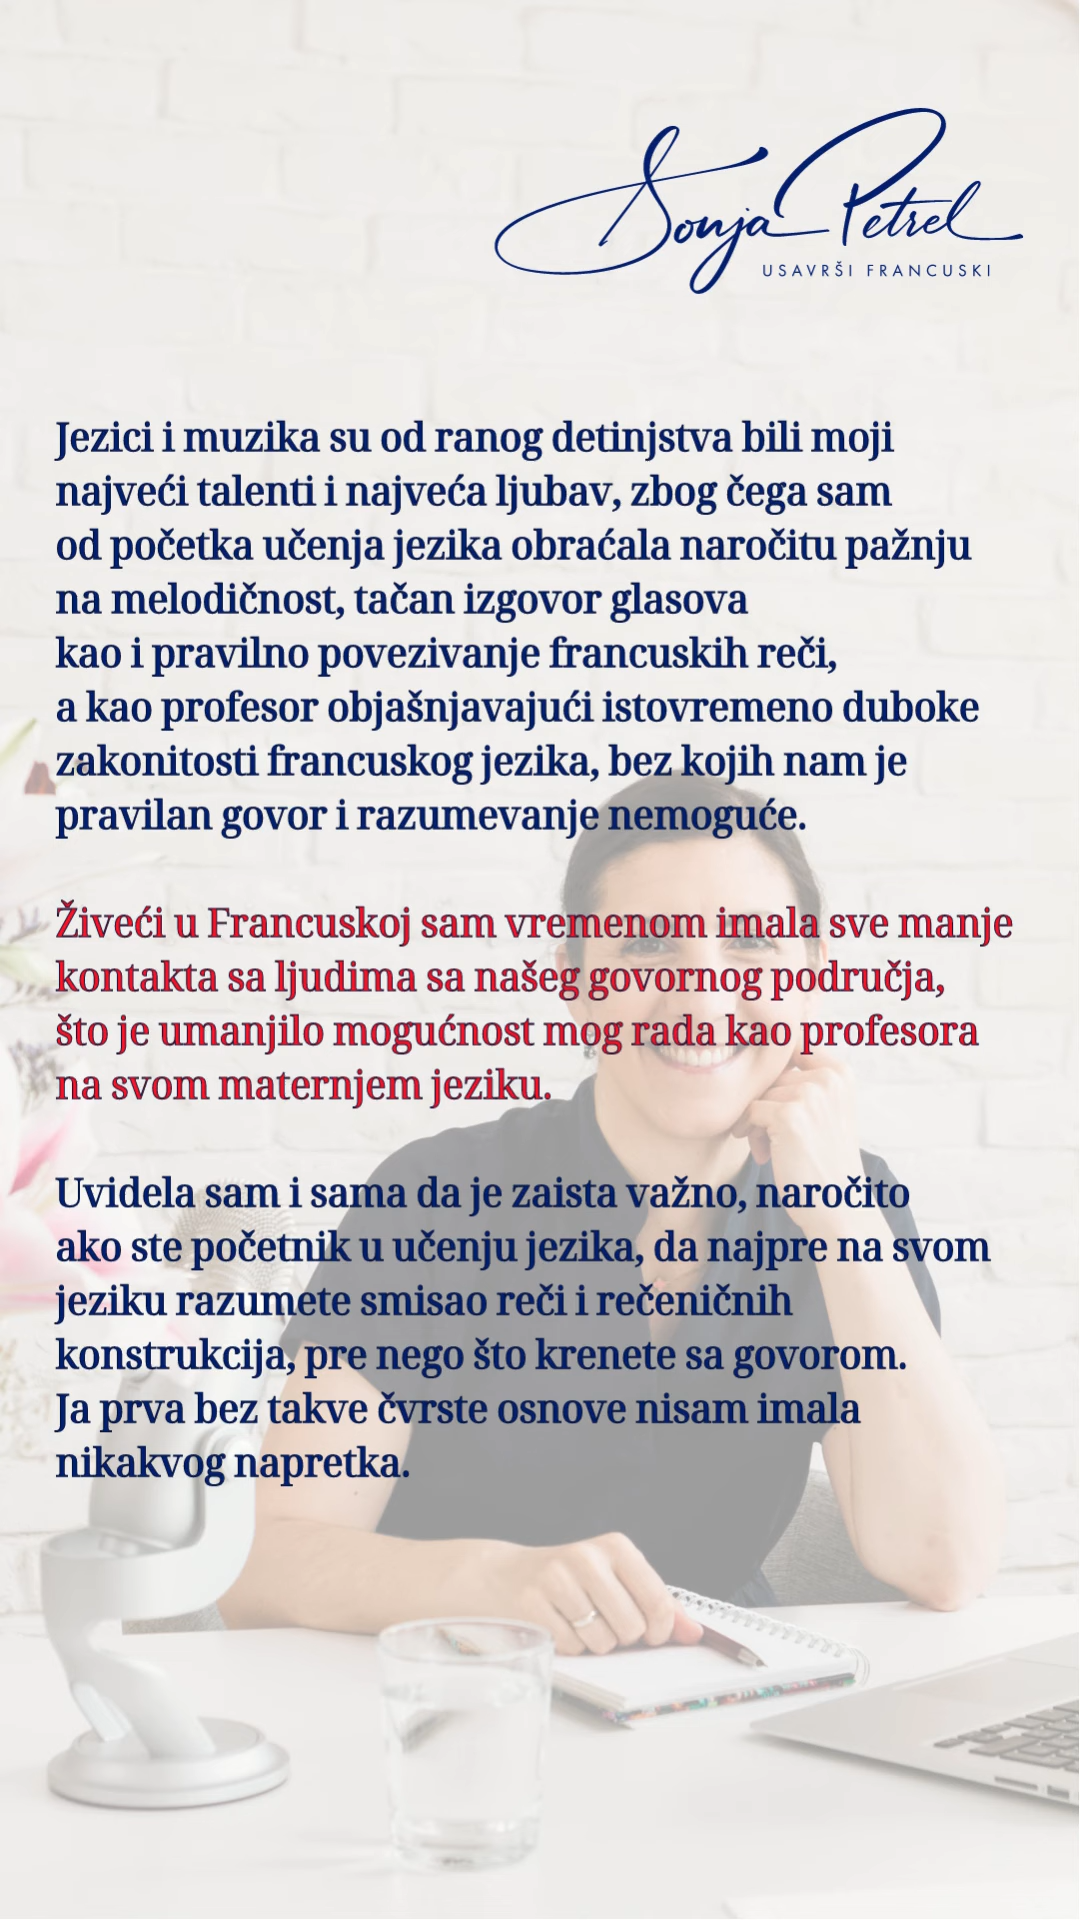 Sonja Petrel
USAVRŠI FRANCUSKI
Jezici i muzika su od ranog detinjstva bili moji
najveći talenti i najveća ljubav, zbog čega sam
od početka učenja jezika obraćala naročitu pažnju
na melodičnost, tačan izgovor glasova
kao i pravilno povezivanje francuskih reči,
a kao profesor objašnjavajući istovremeno duboke
zakonitosti francuskog jezika, bez kojih nam je
pravilan govor i razumevanje nemoguće.
Živeći u Francuskoj sam vremenom imala sve manje
kontakta sa ljudima sa našeg govornog područja,
što je umanjilo mogućnost mog rada kao profesora
na svom maternjem jeziku.
Uvidela sam i sama da je zaista važno, naročito
ako ste početnik u učenju jezika, da najpre na svom
jeziku razumete smisao reči i rečeničnih
konstrukcija, pre nego što krenete sa govorom.
Ja prva bez takve čvrste osnove nisam imala
nikakvog napretka.